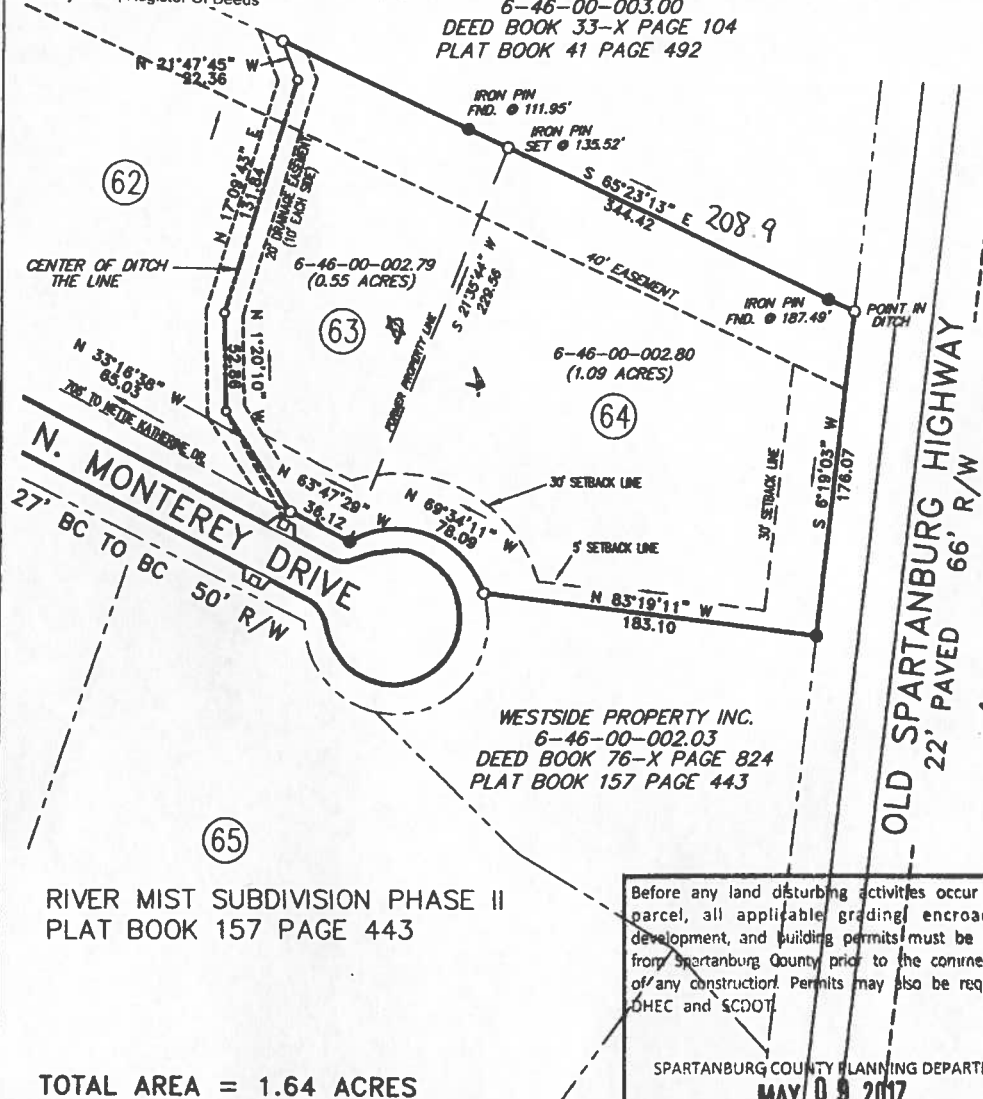 Register Of Deeds
6-46-00-003.00
DEED BOOK 33-X PAGE 104
PLAT BOOK 41 PAGE 492
N 21°47'45" W
22.36
IRON PIN
FND. @ 111.95'
IRON PIN
SET @ 135.52'
S 65°23'13" E
344.42
208.9
62
N 17°09'43" E
131.84
20' DRAINAGE EASEMENT
(10' EACH SIDE)
CENTER OF DITCH
THE LINE
6-46-00-002.79
(0.55 ACRES)
63
FORMER PROPERTY LINE
S 21°35'44" W
229.56
40' EASEMENT
IRON PIN
FND. @ 187.49'
POINT IN
DITCH
6-46-00-002.80
(1.09 ACRES)
64
N 1°20'10" W
52.86
N 33°18'38" W
85.03
TO NETTE KATHERINE DR.
N. MONTEREY DRIVE
27' BC TO BC 50' R/W
N 63°47'29" W
36.12
N 69°34'11" W
78.09
30' SETBACK LINE
5' SETBACK LINE
30' SETBACK LINE
S 6°19'03" W
176.07
N 83°19'11" W
183.10
OLD SPARTANBURG HIGHWAY
22' PAVED 66' R/W
WESTSIDE PROPERTY INC.
6-46-00-002.03
DEED BOOK 76-X PAGE 824
PLAT BOOK 157 PAGE 443
65
RIVER MIST SUBDIVISION PHASE II
PLAT BOOK 157 PAGE 443
Before any land disturbing activities occur
parcel, all applicable grading encroa
development, and building permits must be
from Spartanburg County prior to the comme
of any construction. Permits may also be req
DHEC and SCDOT.
SPARTANBURG COUNTY PLANNING DEPART
MAY 09 2017
TOTAL AREA = 1.64 ACRES